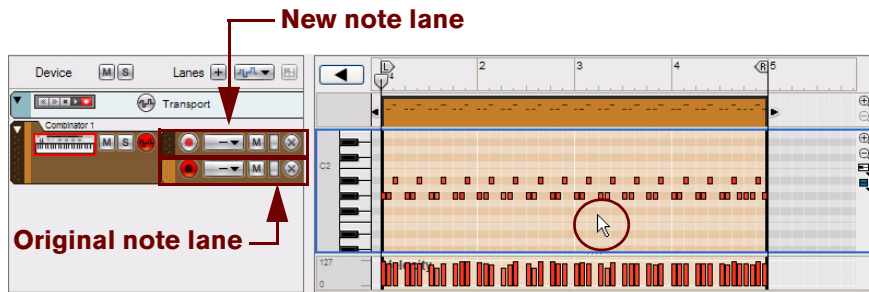 New note lane
Device M S Lanes
L 2 3 4 R 5
4
Transport
Combinator 1
M S M
M
C2
Original note lane
127 Velocity
0